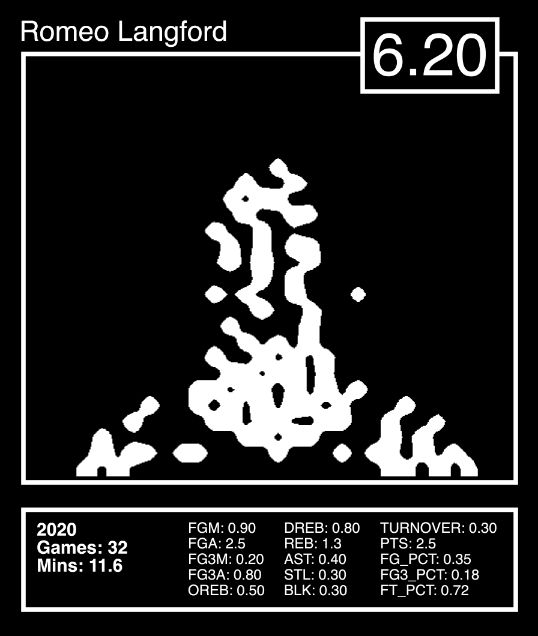 Romeo Langford
6.20
2020
Games: 32
Mins: 11.6
FGM: 0.90
FGA: 2.5
FG3M: 0.20
FG3A: 0.80
OREB: 0.50
DREB: 0.80
REB: 1.3
AST: 0.40
STL: 0.30
BLK: 0.30
TURNOVER: 0.30
PTS: 2.5
FG_PCT: 0.35
FG3_PCT: 0.18
FT_PCT: 0.72